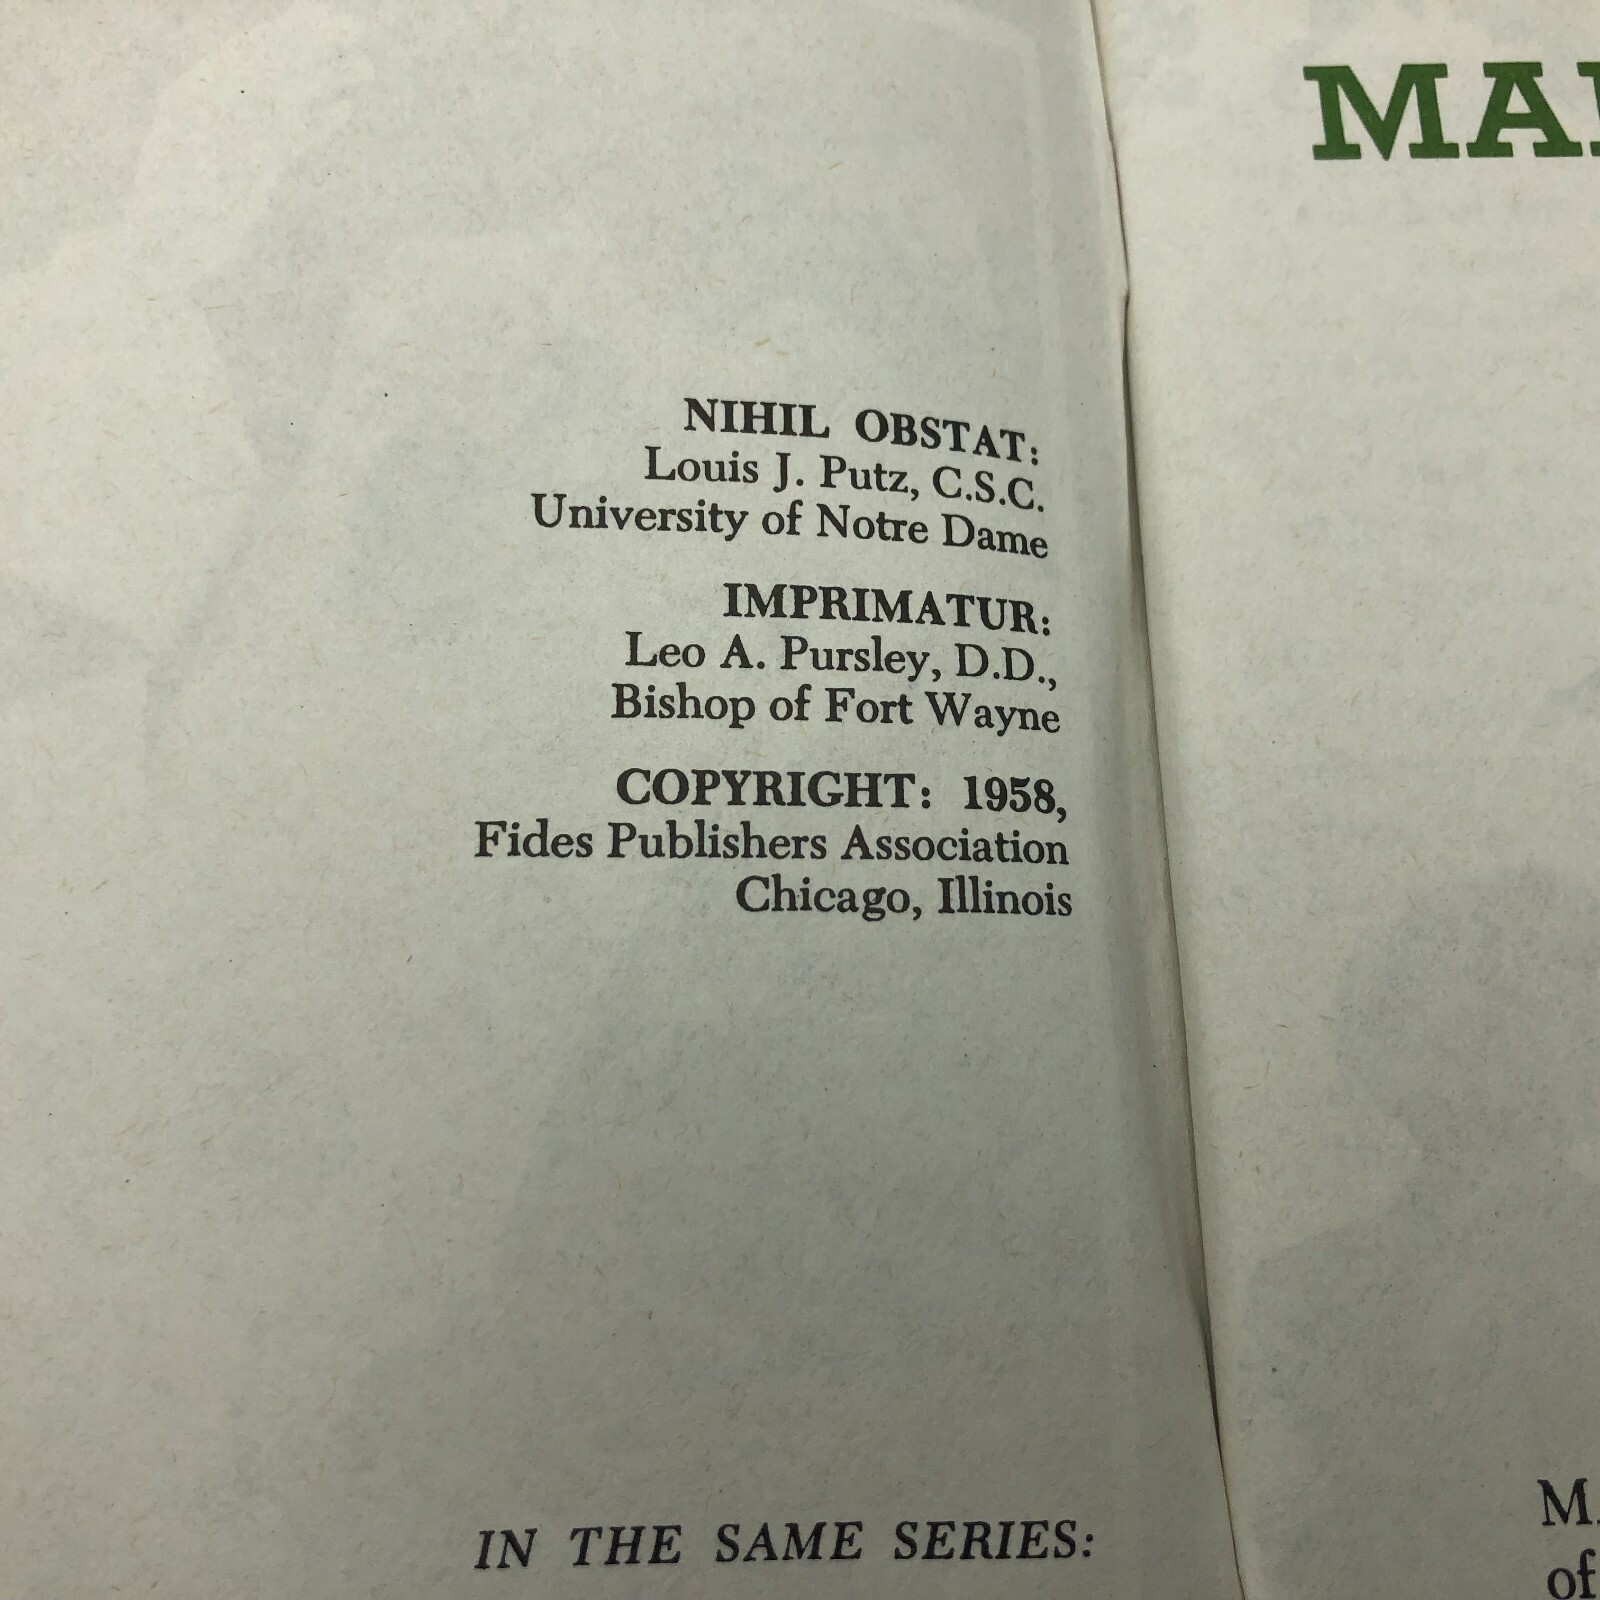 NIHIL OBSTAT:
Louis J. Putz, C.S.C.
University of Notre Dame
IMPRIMATUR:
Leo A. Pursley, D.D.,
Bishop of Fort Wayne
COPYRIGHT: 1958,
Fides Publishers Association
Chicago, Illinois
IN THE SAME SERIES:
of